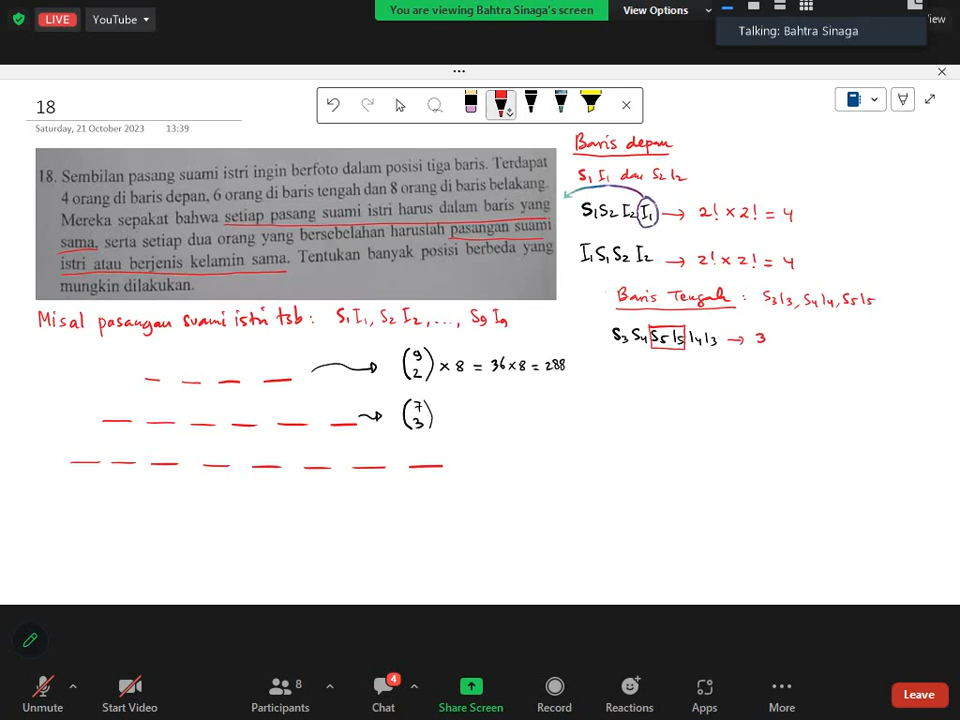 LIVE
YouTube
You are viewing Bahtra Sinaga's screen
View Options
Talking: Bahtra Sinaga
iew
18
Saturday, 21 October 2023 13:39
18. Sembilan pasang suami istri ingin berfoto dalam posisi tiga baris. Terdapat
4 orang di baris depan, 6 orang di baris tengah dan 8 orang di baris belakang.
Mereka sepakat bahwa setiap pasang suami istri harus dalam baris yang
sama, serta setiap dua orang yang bersebelahan haruslah pasangan suami
istri atau berjenis kelamin sama. Tentukan banyak posisi berbeda yang
mungkin dilakukan.
Misal pasangan suami istri tsb: S1 I1, S2 I2, ..., S9 I9
(9 2) × 8 = 36 × 8 = 288
(7 3)
Baris depan
S1 I1 dan S2 I2
S1 S2 I2 I1 → 2! × 2! = 4
I1 S1 S2 I2 → 2! × 2! = 4
Baris Tengah : S3 I3, S4 I4, S5 I5
S3 S4 S5 I5 I4 I3 → 3
Unmute
Start Video
8
Participants
4
Chat
Share Screen
Record
Reactions
Apps
More
Leave